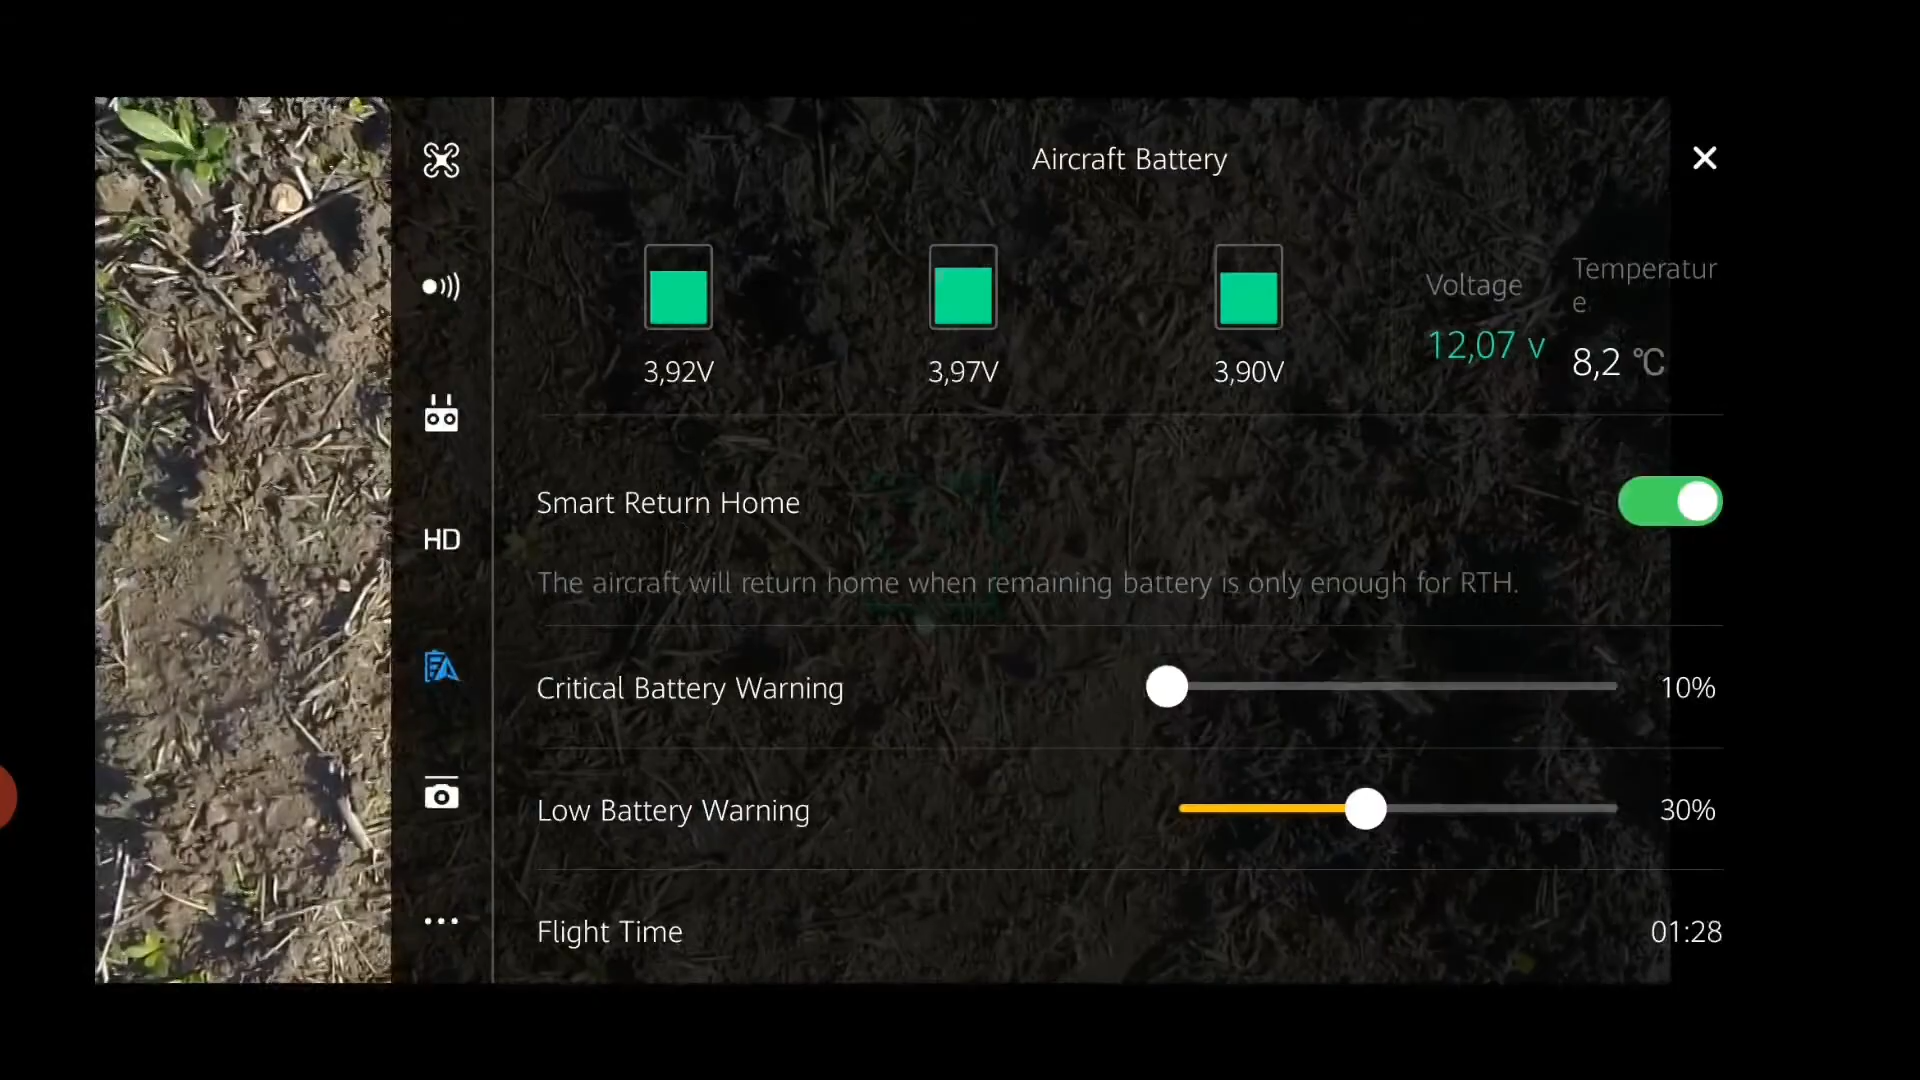 Aircraft Battery
3,92V
3,97V
3,90V
Voltage
12,07 v
Temperatur
e
8,2 °C
Smart Return Home
The aircraft will return home when remaining battery is only enough for RTH.
HD
Critical Battery Warning
10%
Low Battery Warning
30%
Flight Time
01:28